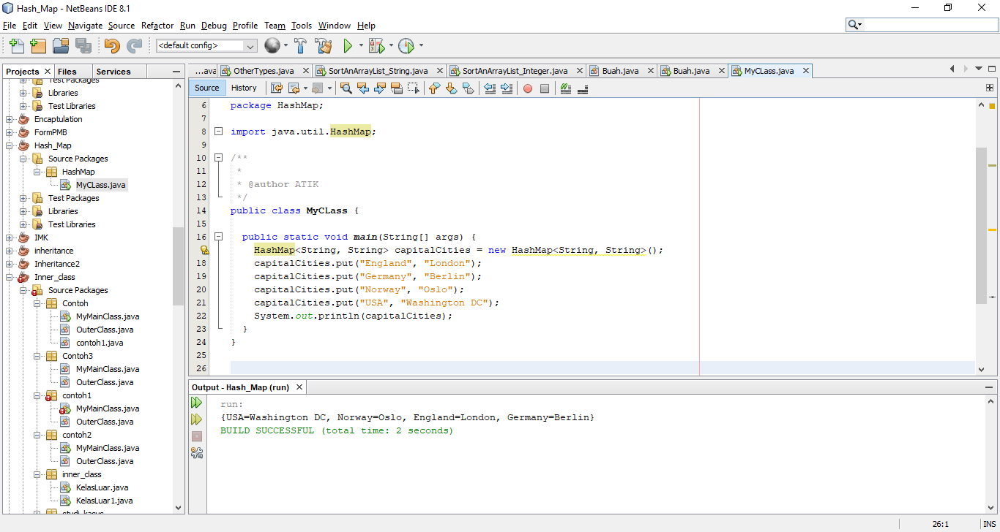 Hash_Map - NetBeans IDE 8.1
File Edit View Navigate Source Refactor Run Debug Profile Team Tools Window Help
<default config>
Projects Files Services
...ava OtherTypes.java SortAnArrayList_String.java SortAnArrayList_Integer.java Buah.java Buah.java MyCLass.java
Source History
Test Packages
Libraries
Test Libraries
Encaptulation
FormPMB
Hash_Map
Source Packages
HashMap
MyCLass.java
Test Packages
Libraries
Test Libraries
IMK
inheritance
Inheritance2
Inner_class
Source Packages
Contoh
MyMainClass.java
OuterClass.java
contoh1.java
Contoh3
MyMainClass.java
OuterClass.java
contoh1
MyMainClass.java
OuterClass.java
contoh2
MyMainClass.java
OuterClass.java
inner_class
KelasLuar.java
KelasLuar1.java
studi_kasus
6 package HashMap;
7
8 import java.util.HashMap;
9
10 /**
11 *
12 * @author ATIK
13 */
14 public class MyCLass {
15
16 public static void main(String[] args) {
HashMap<String, String> capitalCities = new HashMap<String, String>();
18 capitalCities.put("England", "London");
19 capitalCities.put("Germany", "Berlin");
20 capitalCities.put("Norway", "Oslo");
21 capitalCities.put("USA", "Washington DC");
22 System.out.println(capitalCities);
23 }
24 }
25
26
Output - Hash_Map (run)
run:
{USA=Washington DC, Norway=Oslo, England=London, Germany=Berlin}
BUILD SUCCESSFUL (total time: 2 seconds)
26:1 INS